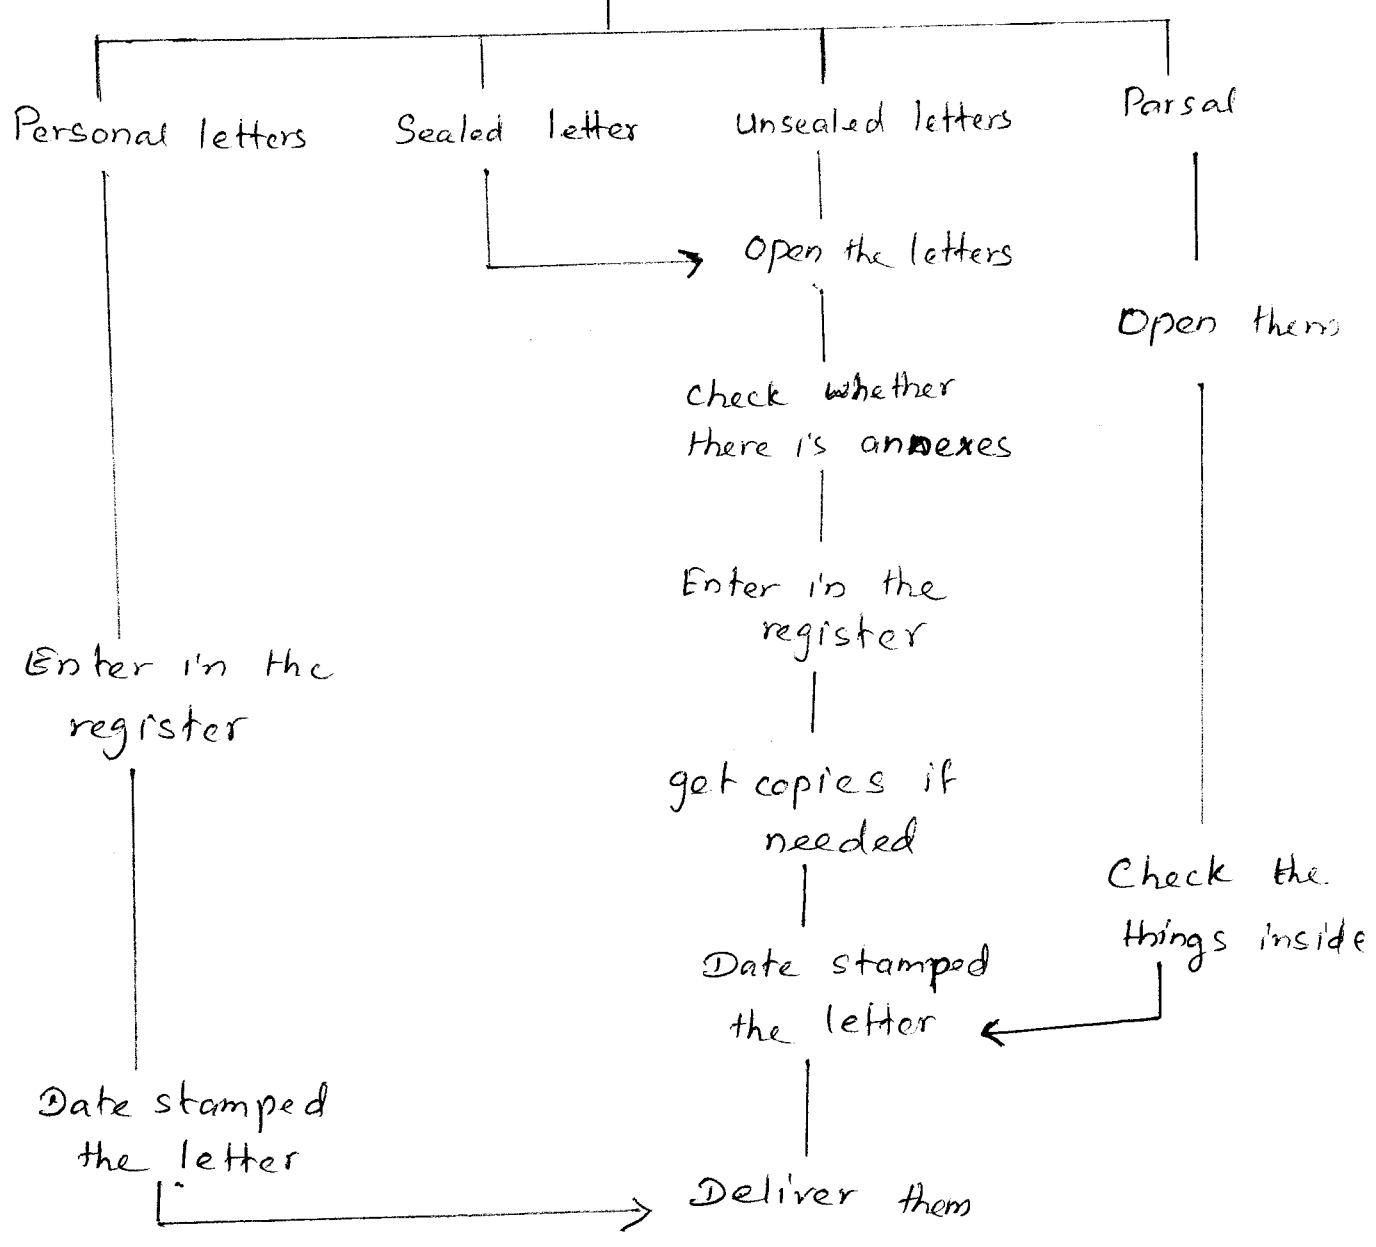 Personal letters
Sealed letter
Unsealed letters
Parsal
Open the letters
Open them
Check whether
there is annexes
Enter in the
register
Enter in the
register
get copies if
needed
Check the
things inside
Date stamped
the letter
Date stamped
the letter
Deliver them